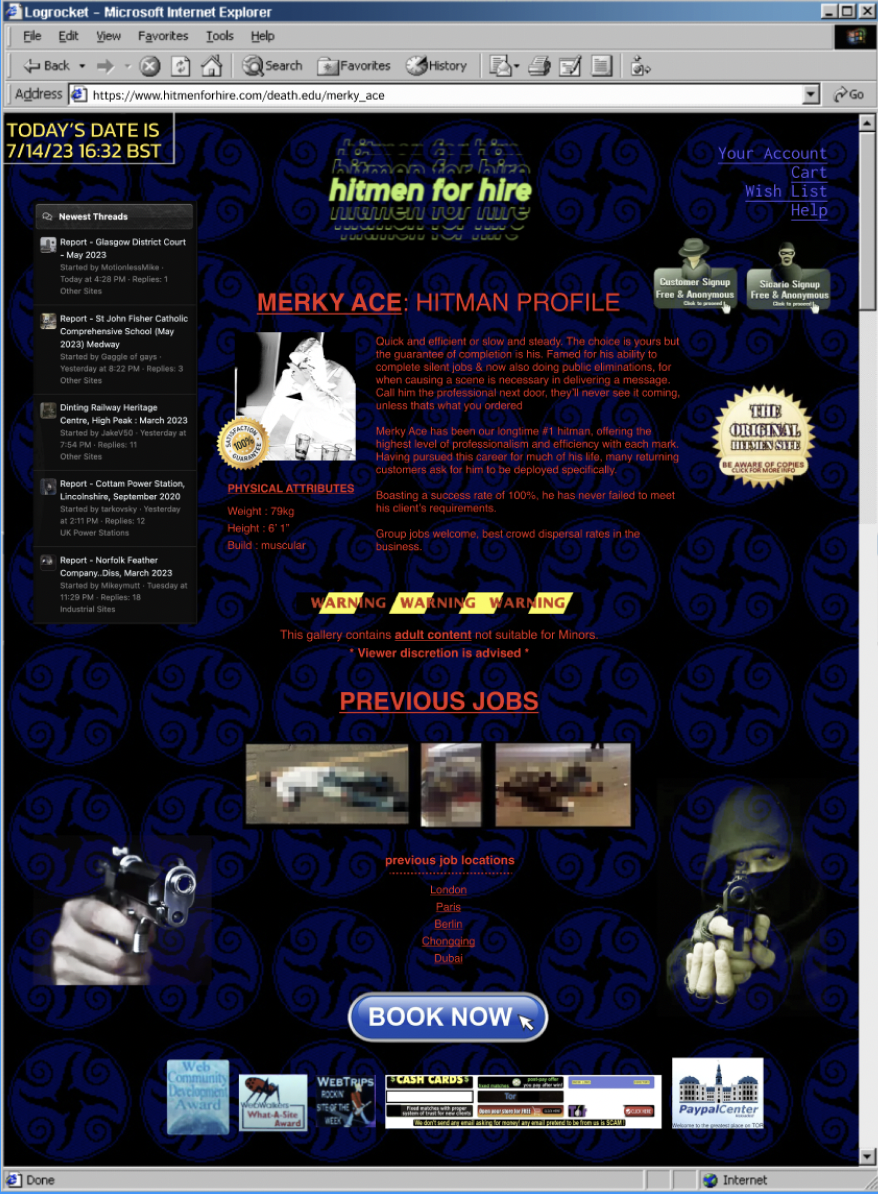 Logrocket – Microsoft Internet Explorer
File Edit View Favorites Tools Help
Back Search Favorites History
Address https://www.hitmenforhire.com/death.edu/merky_ace Go
TODAY'S DATE IS
7/14/23 16:32 BST
hitmen for hire
hitmen for hire
hitmen for hire
hitmen for hire
hitmen for hire
Your Account
Cart
Wish List
Help
Newest Threads
Report - Glasgow District Court
- May 2023
Started by MotionlessMike ·
Today at 4:28 PM · Replies: 1
Other Sites
Report - St John Fisher Catholic
Comprehensive School (May
2023) Medway
Started by Gaggle of gays ·
Yesterday at 8:22 PM · Replies: 3
Other Sites
Dinting Railway Heritage
Centre, High Peak : March 2023
Started by JakeV50 · Yesterday at
7:54 PM · Replies: 11
Other Sites
Report - Cottam Power Station,
Lincolnshire, September 2020
Started by tarkovsky · Yesterday
at 2:11 PM · Replies: 12
UK Power Stations
Report - Norfolk Feather
Company..Diss, March 2023
Started by Mikeymutt · Tuesday at
11:29 PM · Replies: 18
Industrial Sites
Customer Signup
Free & Anonymous
Click to proceed!
Sicario Signup
Free & Anonymous
Click to proceed!
MERKY ACE: HITMAN PROFILE
Quick and efficient or slow and steady. The choice is yours but
the guarantee of completion is his. Famed for his ability to
complete silent jobs & now also doing public eliminations, for
when causing a scene is necessary in delivering a message.
Call him the professional next door, they'll never see it coming,
unless thats what you ordered
Merky Ace has been our longtime #1 hitman, offering the
highest level of professionalism and efficiency with each mark.
Having pursued this career for much of his life, many returning
customers ask for him to be deployed specifically.
Boasting a success rate of 100%, he has never failed to meet
his client's requirements.
Group jobs welcome, best crowd dispersal rates in the
business.
SATISFACTION
100%
GUARANTEE
PHYSICAL ATTRIBUTES
Weight : 79kg
Height : 6' 1"
Build : muscular
THE
ORIGINAL
HITMEN SITE
BE AWARE OF COPIES
CLICK FOR MORE INFO
WARNING WARNING WARNING
This gallery contains adult content not suitable for Minors.
* Viewer discretion is advised *
PREVIOUS JOBS
previous job locations
London
Paris
Berlin
Chongqing
Dubai
BOOK NOW
Web
Community
Development
Award
WebWalkers
What-A-Site
Award
WEBTRIPS
ROCKIN'
SITE OF THE
WEEK
$CASH CARDS$
fixed matches
post-pay offer
you pay after win!
Tor
Fixed matches with proper
system of trust for new clients
Open your store for FREE
CLICK HERE
We don't send any email asking for money! any email pretend to be from us is SCAM!
PaypalCenter
Welcome to the greatest place on TOR
Done
Internet